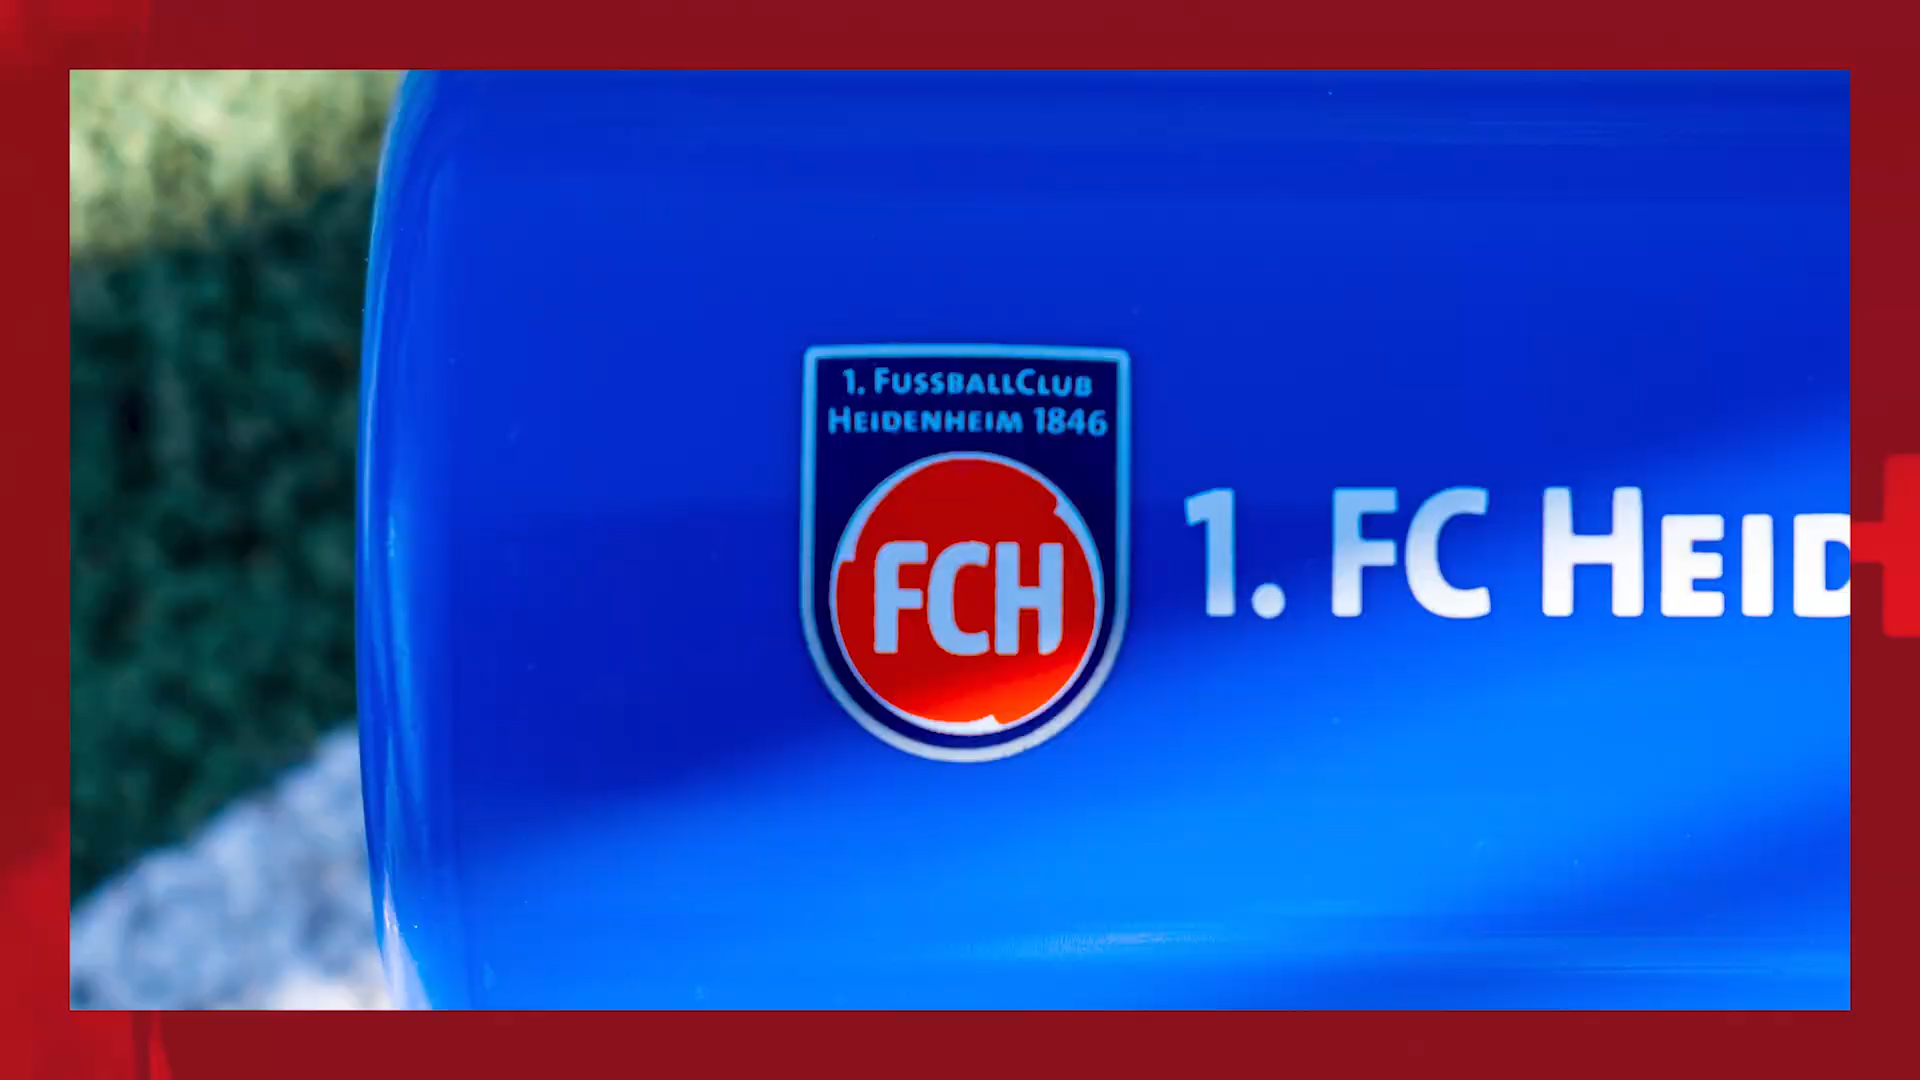 1. FUSSBALLCLUB
HEIDENHEIM 1846
FCH
1. FC HEID